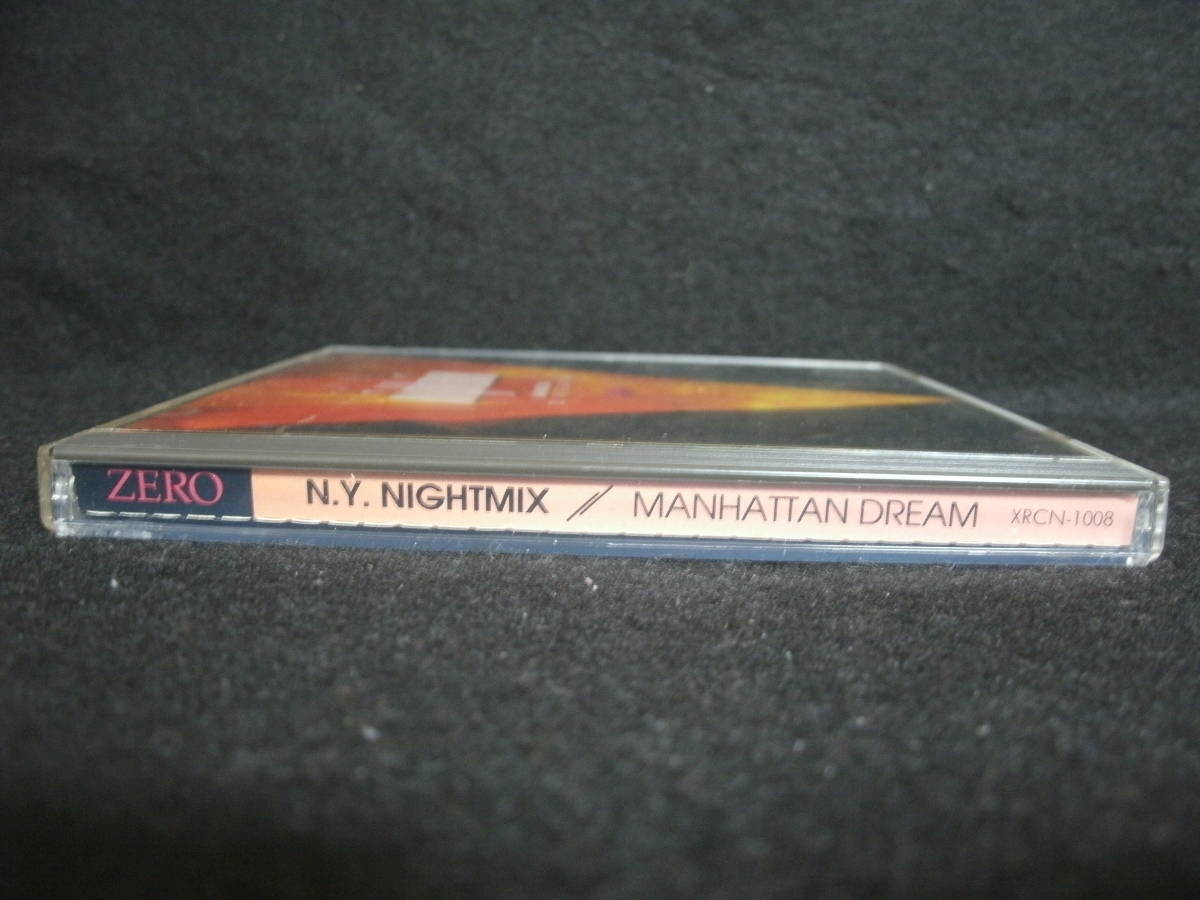 ZERO N.Y. NIGHTMIX // MANHATTAN DREAM XRCN-1008